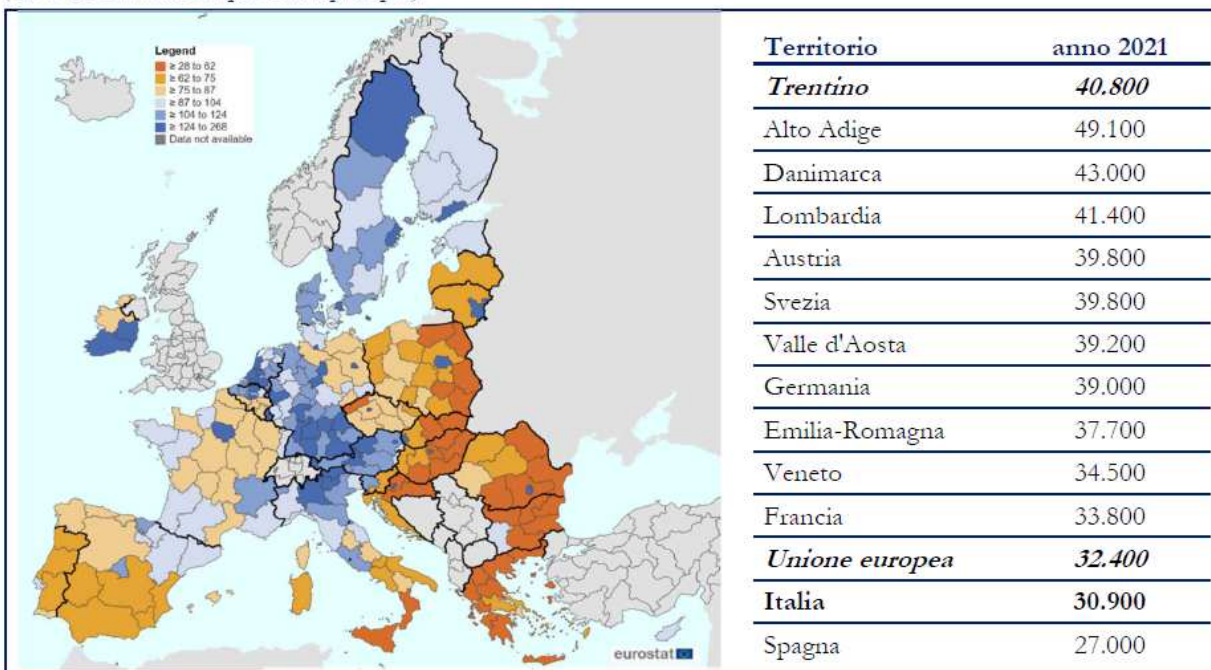 Legend
≥ 28 to 62
≥ 62 to 75
≥ 75 to 87
≥ 87 to 104
≥ 104 to 124
≥ 124 to 268
Data not available
eurostat
Territorio anno 2021
Trentino 40.800
Alto Adige 49.100
Danimarca 43.000
Lombardia 41.400
Austria 39.800
Svezia 39.800
Valle d'Aosta 39.200
Germania 39.000
Emilia-Romagna 37.700
Veneto 34.500
Francia 33.800
Unione europea 32.400
Italia 30.900
Spagna 27.000